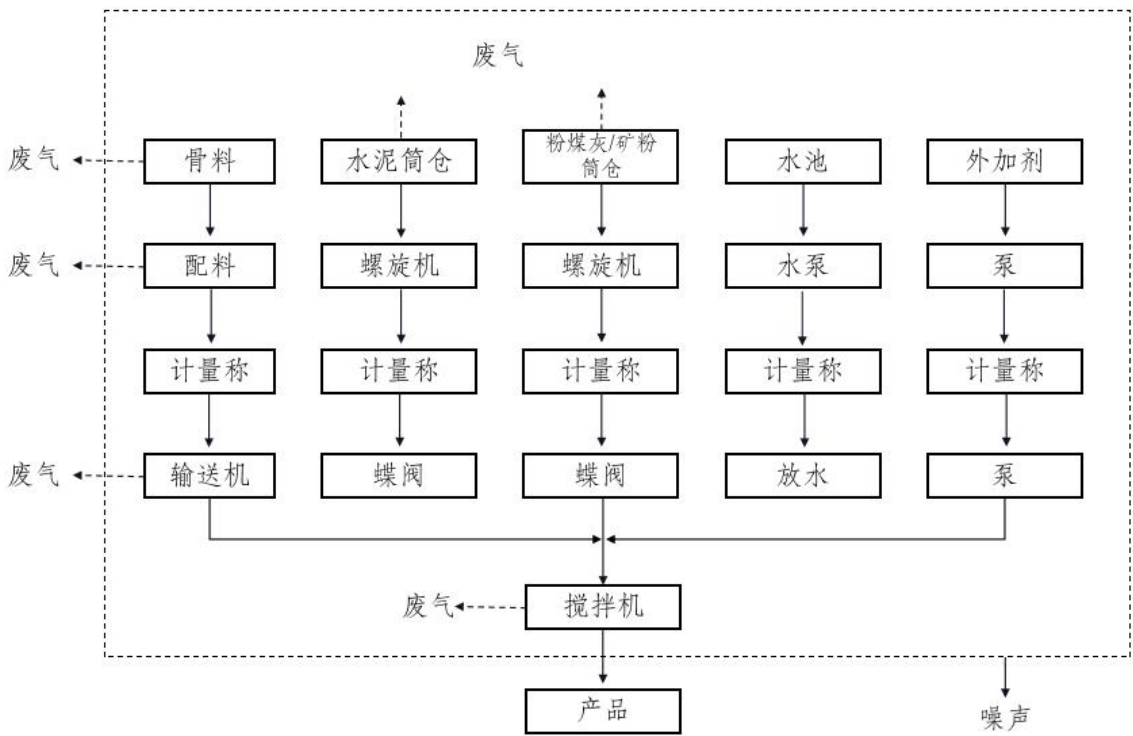 废气
废气
骨料
水泥筒仓
粉煤灰/矿粉
筒仓
水池
外加剂
废气
配料
螺旋机
螺旋机
水泵
泵
计量称
计量称
计量称
计量称
计量称
废气
输送机
蝶阀
蝶阀
放水
泵
废气
搅拌机
产品
噪声